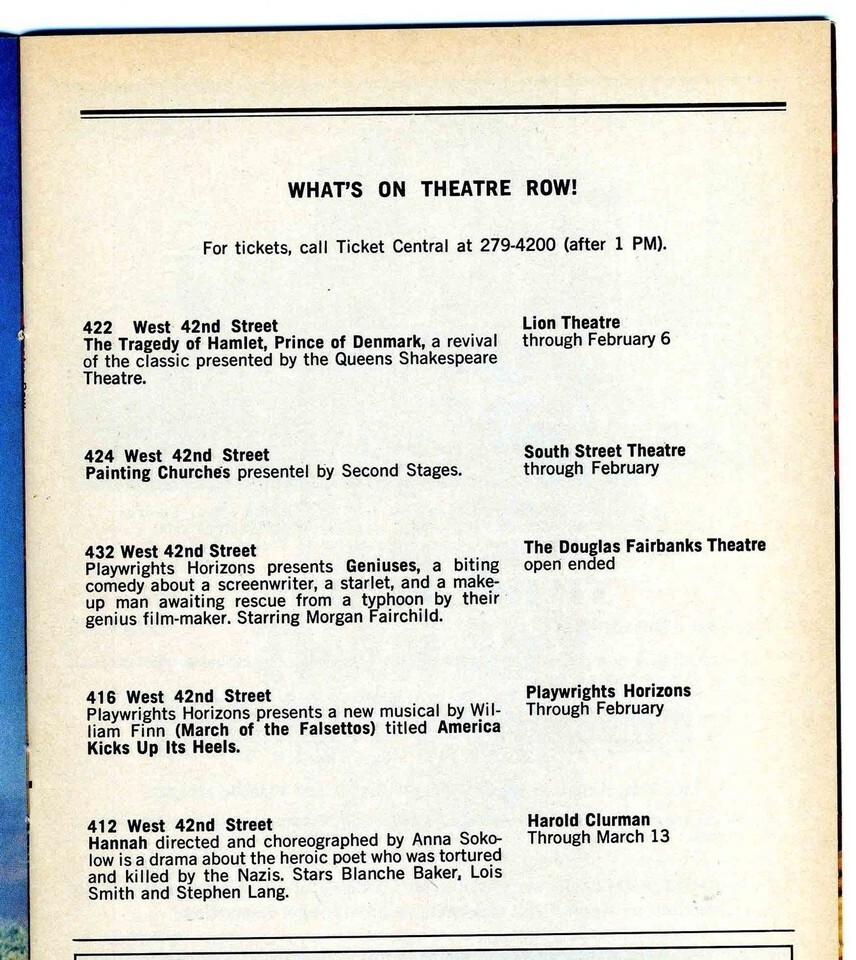 WHAT'S ON THEATRE ROW!
For tickets, call Ticket Central at 279-4200 (after 1 PM).
422 West 42nd Street
The Tragedy of Hamlet, Prince of Denmark, a revival
of the classic presented by the Queens Shakespeare
Theatre.
Lion Theatre
through February 6
424 West 42nd Street
Painting Churches presentel by Second Stages.
South Street Theatre
through February
432 West 42nd Street
Playwrights Horizons presents Geniuses, a biting
comedy about a screenwriter, a starlet, and a make-
up man awaiting rescue from a typhoon by their
genius film-maker. Starring Morgan Fairchild.
The Douglas Fairbanks Theatre
open ended
416 West 42nd Street
Playwrights Horizons presents a new musical by Wil-
liam Finn (March of the Falsettos) titled America
Kicks Up Its Heels.
Playwrights Horizons
Through February
412 West 42nd Street
Hannah directed and choreographed by Anna Soko-
low is a drama about the heroic poet who was tortured
and killed by the Nazis. Stars Blanche Baker, Lois
Smith and Stephen Lang.
Harold Clurman
Through March 13